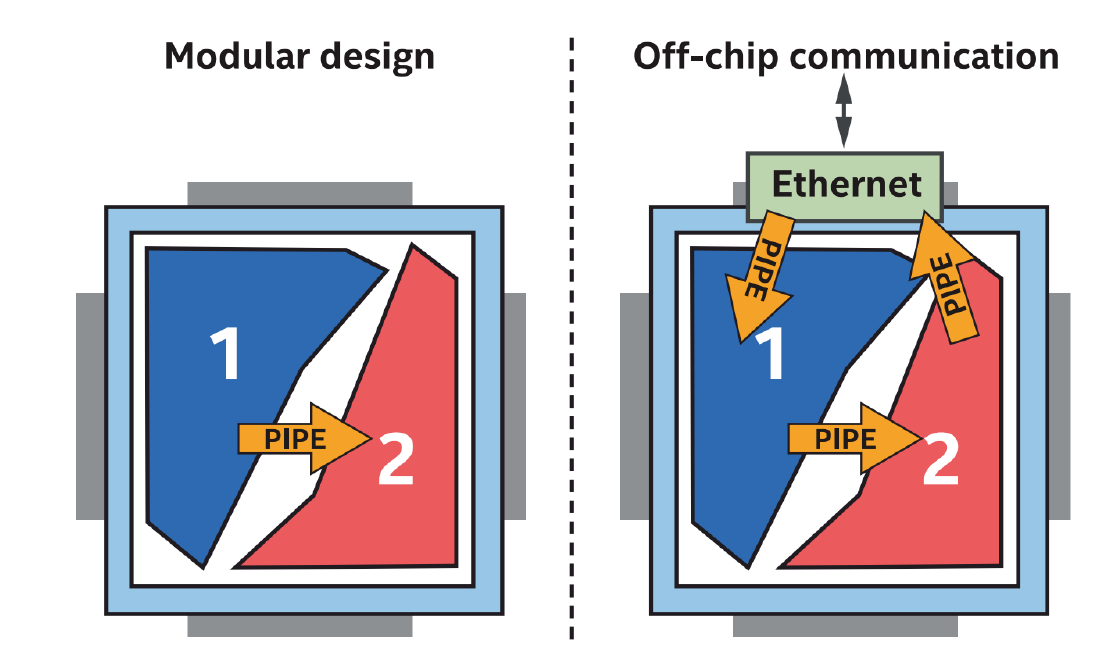 Modular design
1
PIPE
2
Off-chip communication
Ethernet
PIPE
PIPE
1
PIPE
2